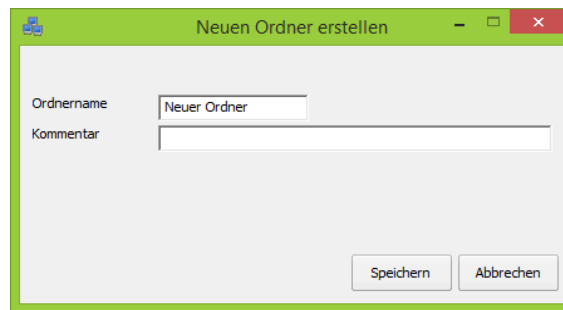 Neuen Ordner erstellen
Ordnername Neuer Ordner
Kommentar
Speichern Abbrechen